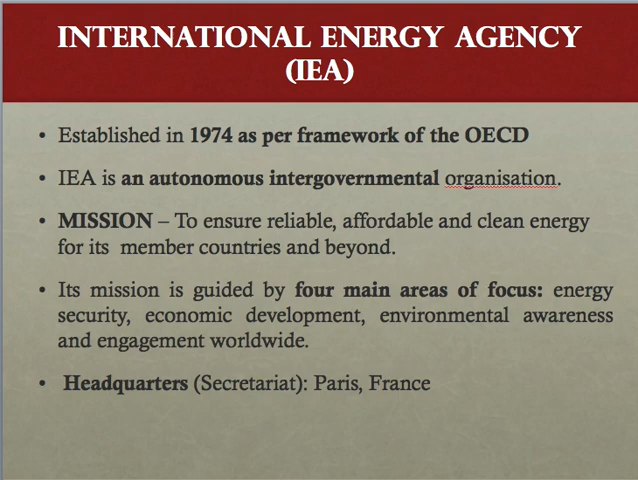 INTERNATIONAL ENERGY AGENCY
(IEA)
• Established in 1974 as per framework of the OECD
• IEA is an autonomous intergovernmental organisation.
• MISSION – To ensure reliable, affordable and clean energy
for its member countries and beyond.
• Its mission is guided by four main areas of focus: energy
security, economic development, environmental awareness
and engagement worldwide.
• Headquarters (Secretariat): Paris, France